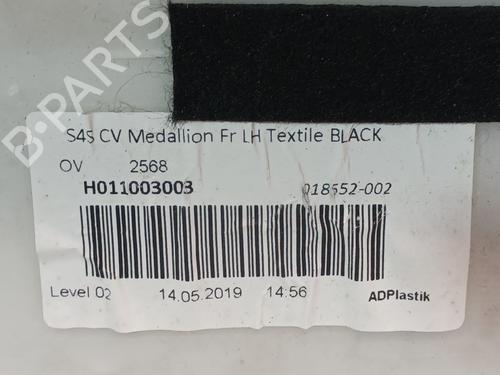 B-PARTS
S4s CV Medallion Fr LH Textile BLACK
OV 2568
H011003003 018552-002
Level 02 14.05.2019 14:56 ADPlastik